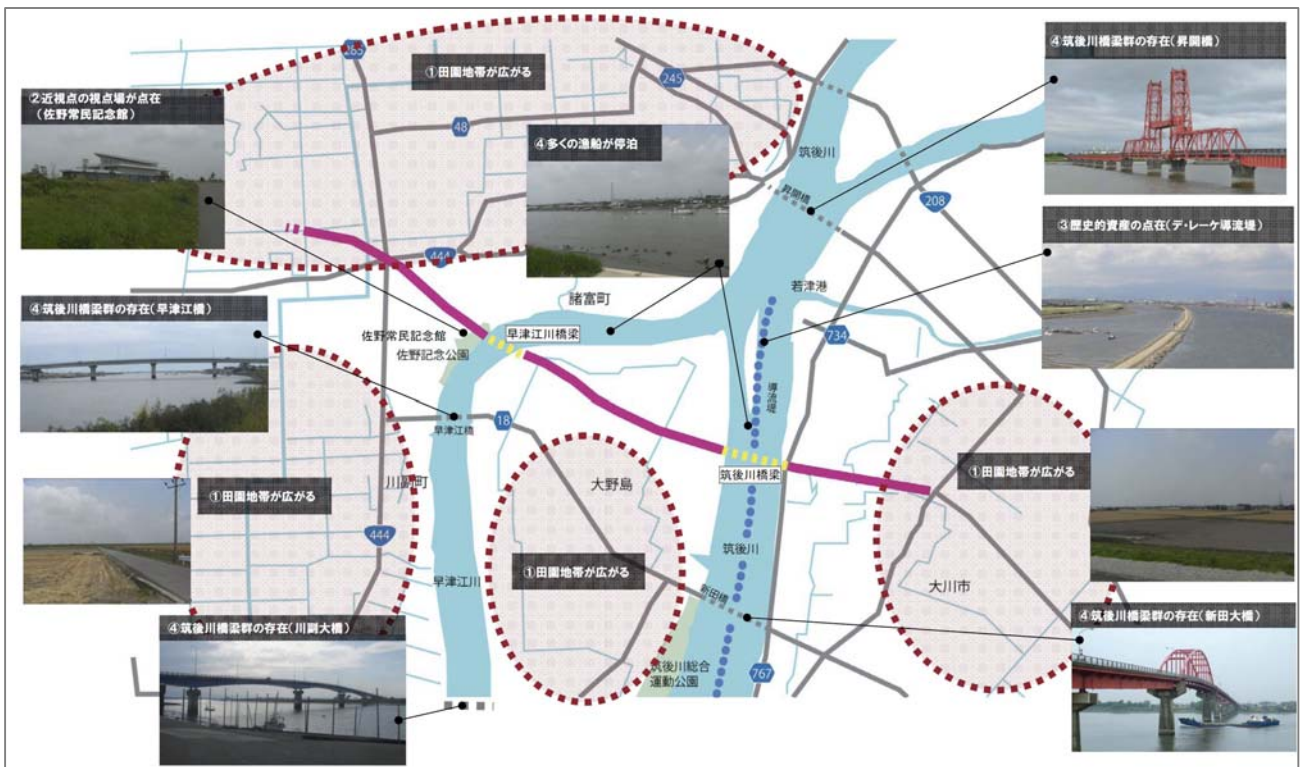 ④筑後川橋梁群の存在(昇開橋)
265
①田園地帯が広がる
245
②近視点の視点場が点在
(佐野常民記念館)
48
④多くの漁船が停泊
筑後川
昇開橋
208
③歴史的資産の点在(デ・レーケ導流堤)
444
若津港
諸富町
④筑後川橋梁群の存在(早津江橋)
佐野常民記念館
早津江川橋梁
佐野記念公園
734
導流堤
18
早津江橋
筑後川橋梁
①田園地帯が広がる
川副町
大野島
①田園地帯が広がる
444
筑後川
①田園地帯が広がる
早津江川
新田橋
大川市
④筑後川橋梁群の存在(川副大橋)
④筑後川橋梁群の存在(新田大橋)
筑後川総合
運動公園
767